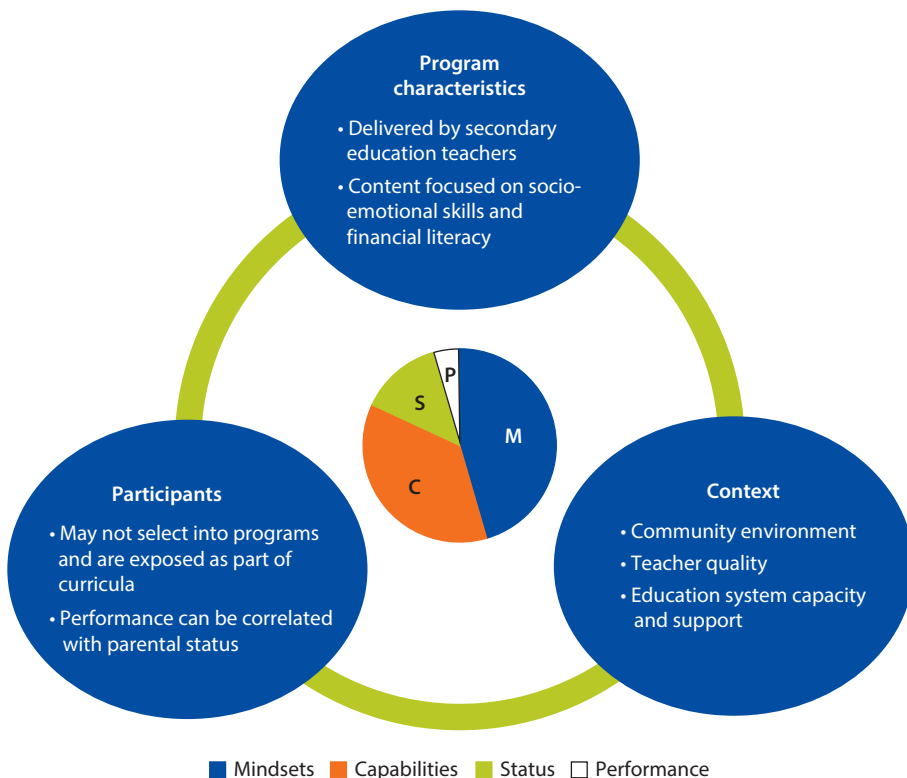 Program
characteristics
• Delivered by secondary
education teachers
• Content focused on socio-
emotional skills and
financial literacy
P
S
M
C
Participants
• May not select into programs
and are exposed as part of
curricula
• Performance can be correlated
with parental status
Context
• Community environment
• Teacher quality
• Education system capacity
and support
Mindsets Capabilities Status Performance